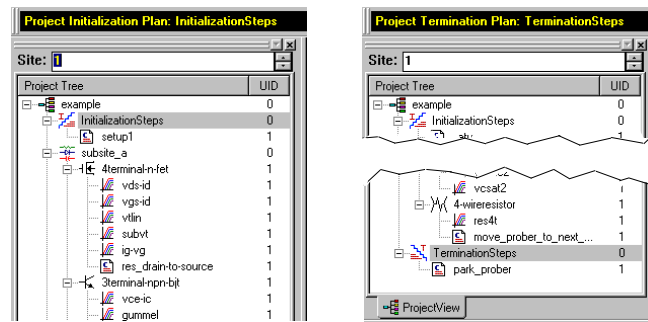 Project Initialization Plan: InitializationSteps
Site: 1
Project Tree UID
example 0
InitializationSteps 0
setup1 1
subsite_a 0
4terminal-n-fet 1
vds-id 1
vgs-id 1
vtlin 1
subvt 1
ig-vg 1
res_drain-to-source 1
3terminal-npn-bjt 1
vce-ic 1
gummel 1
Project Termination Plan: TerminationSteps
Site: 1
Project Tree UID
example 0
InitializationSteps 0
1
vcsat2 1
4-wireresistor 1
res4t 1
move_prober_to_next_... 1
TerminationSteps 0
park_prober 1
ProjectView